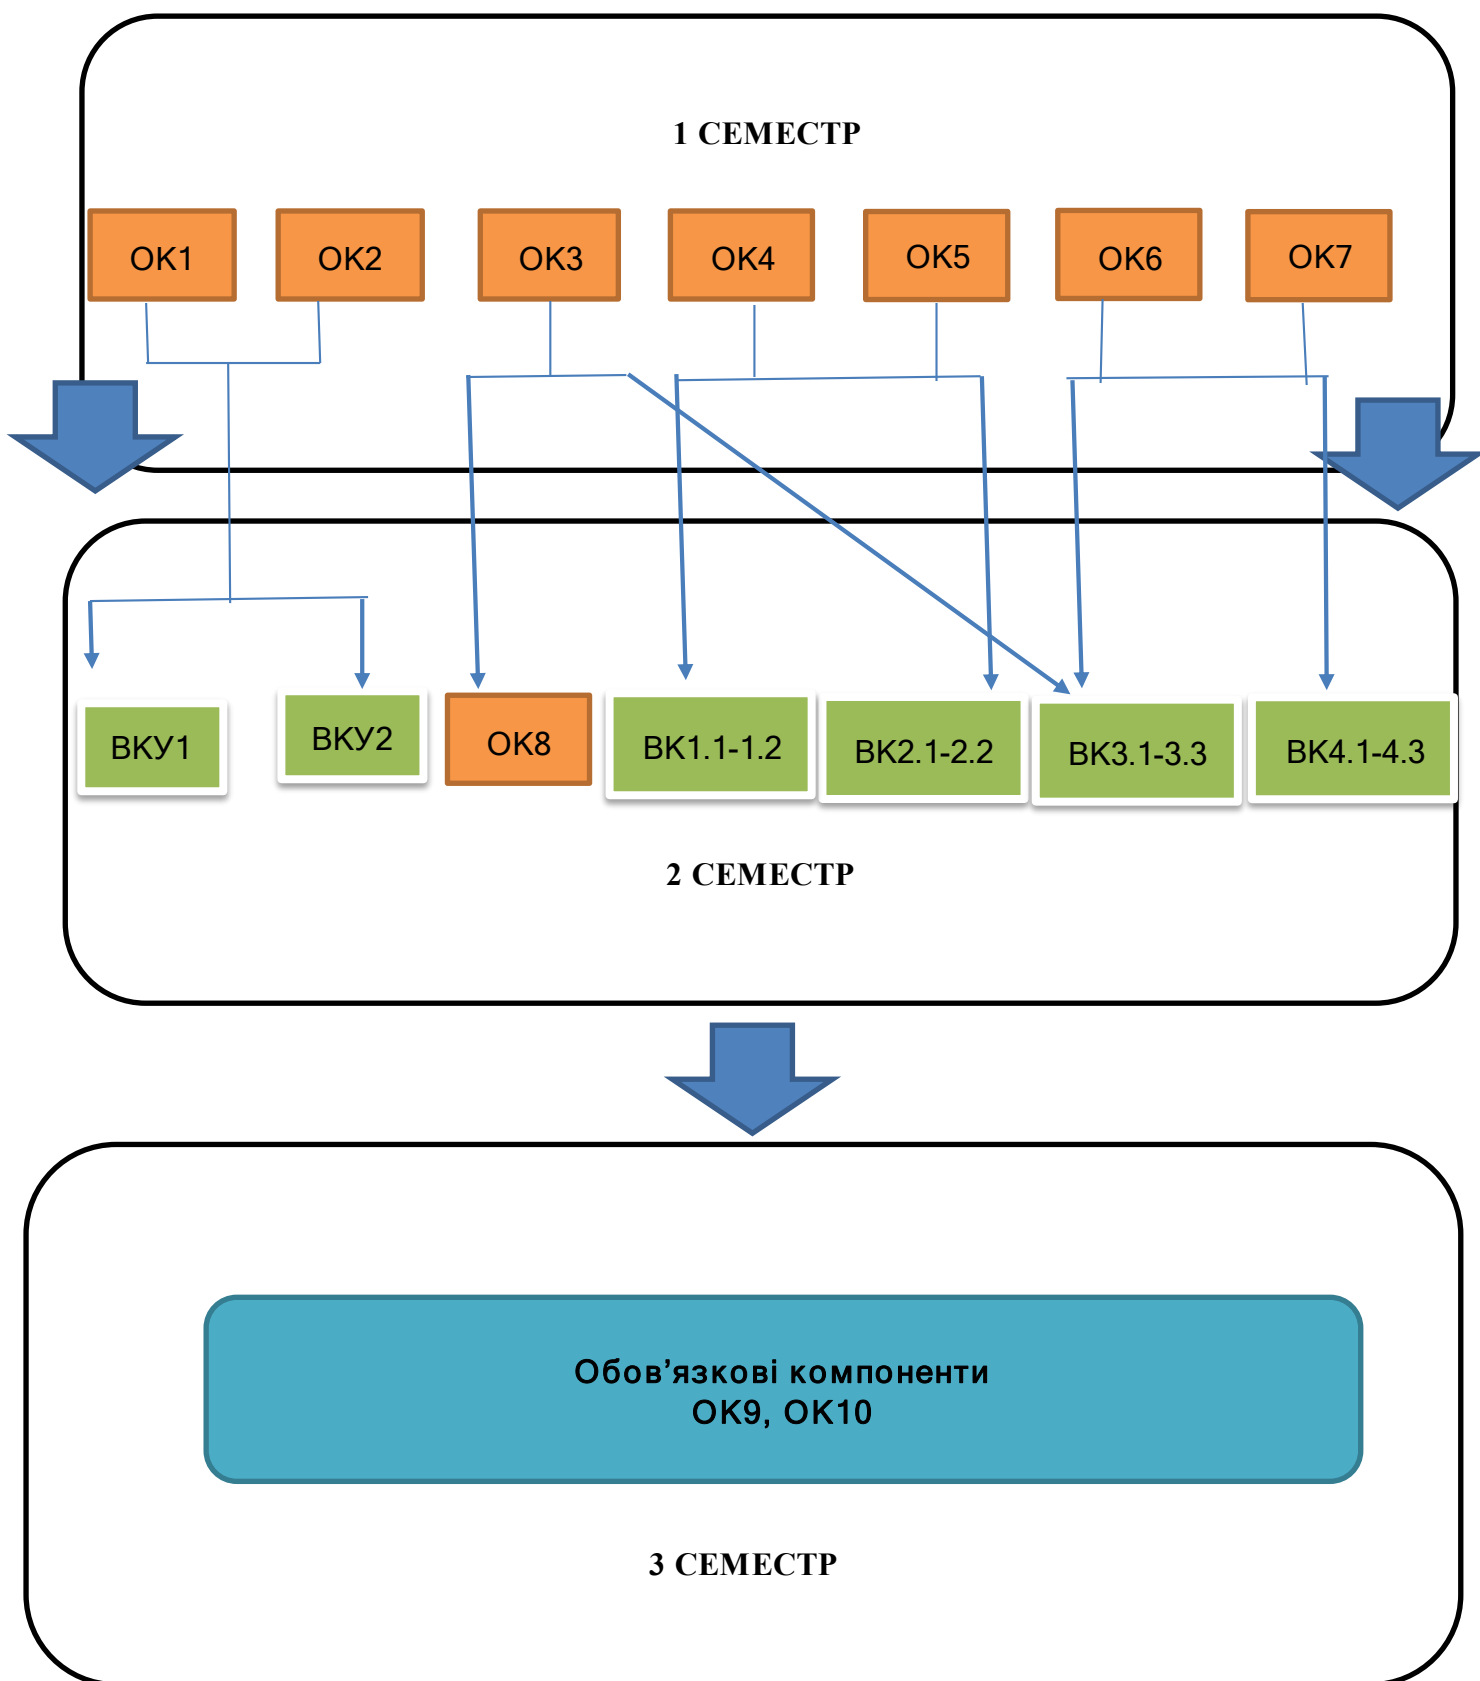 1 СЕМЕСТР
ОК1
ОК2
ОК3
ОК4
ОК5
ОК6
ОК7
ВКУ1
ВКУ2
ОК8
ВК1.1-1.2
ВК2.1-2.2
ВК3.1-3.3
ВК4.1-4.3
2 СЕМЕСТР
Обов’язкові компоненти
ОК9, ОК10
3 СЕМЕСТР